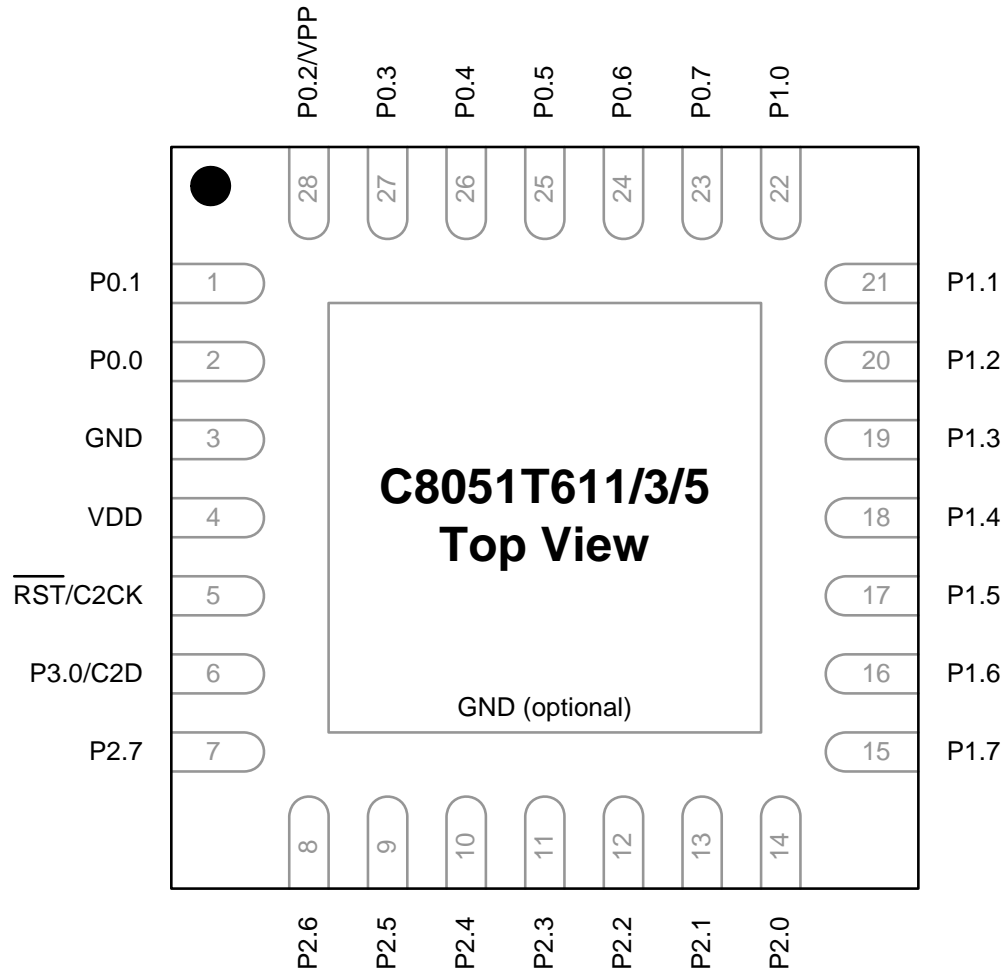 P0.2/VPP
P0.3
P0.4
P0.5
P0.6
P0.7
P1.0
28
27
26
25
24
23
22
P0.1 1
P0.0 2
GND 3
VDD 4
RST/C2CK 5
P3.0/C2D 6
P2.7 7
21 P1.1
20 P1.2
19 P1.3
18 P1.4
17 P1.5
16 P1.6
15 P1.7
C8051T611/3/5
Top View
GND (optional)
8
9
10
11
12
13
14
P2.6
P2.5
P2.4
P2.3
P2.2
P2.1
P2.0